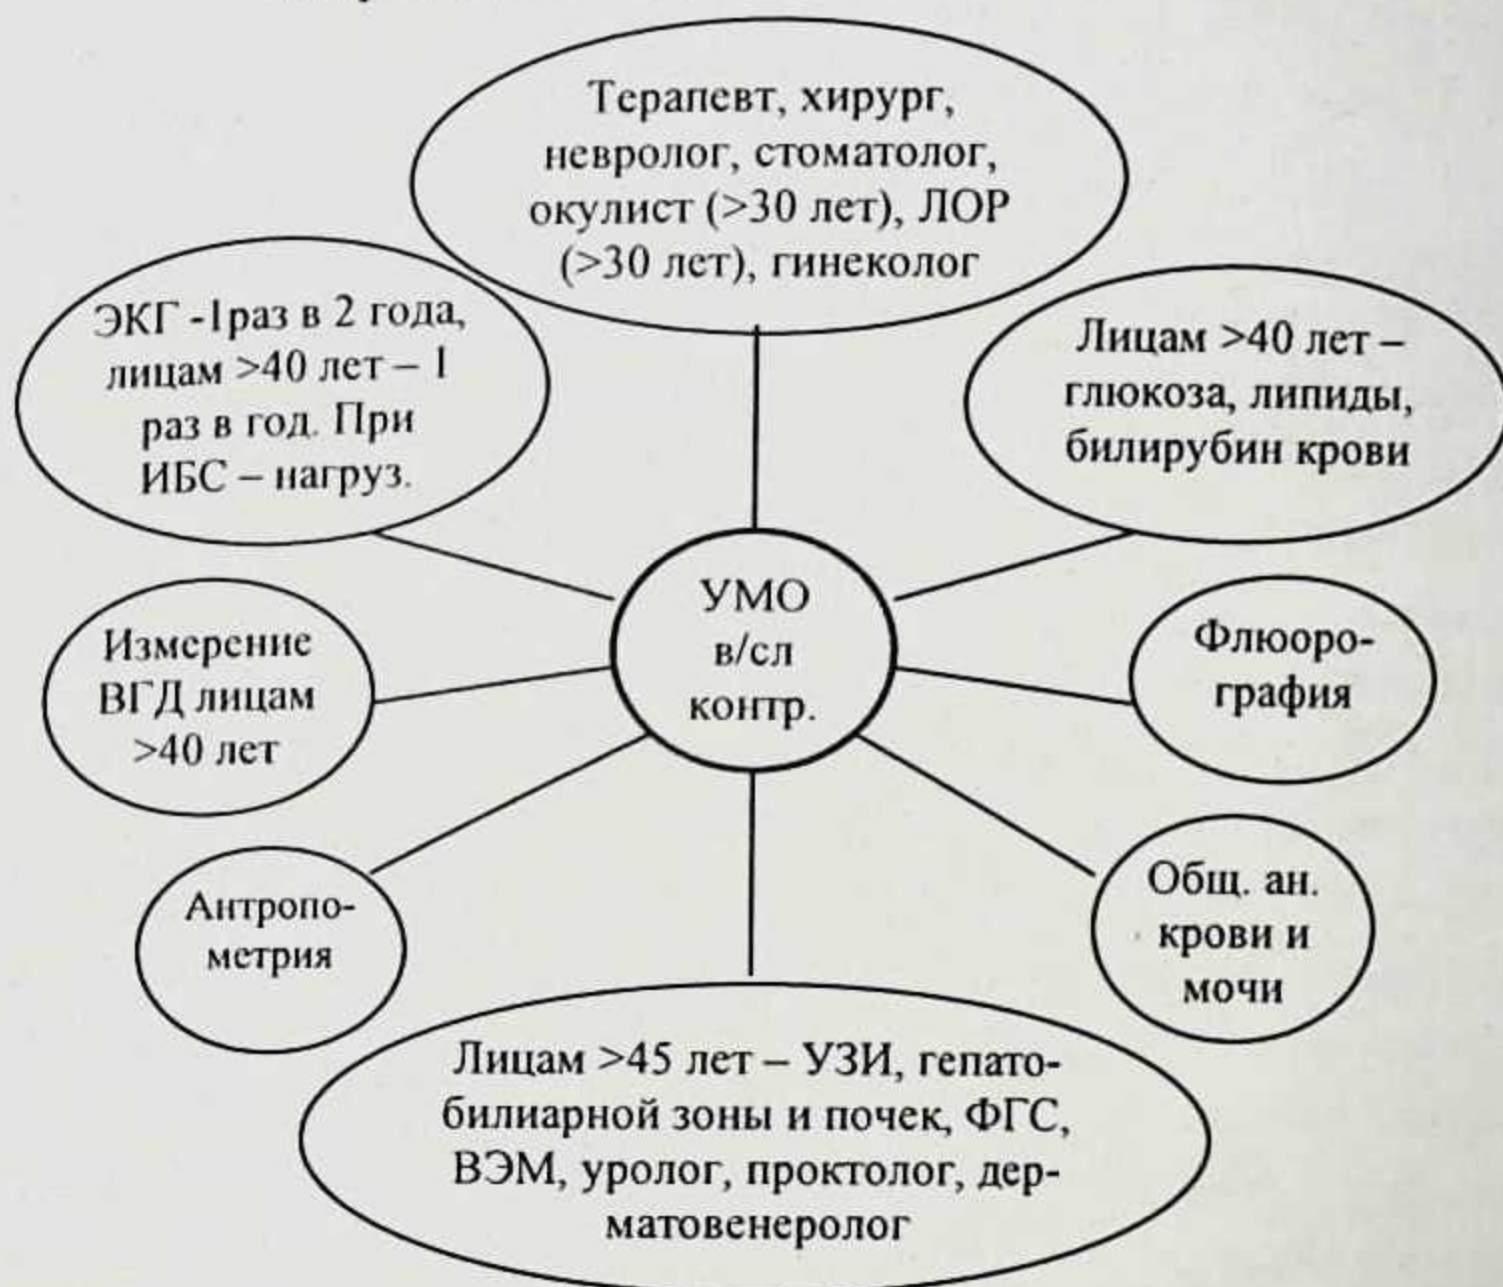 Терапевт, хирург,
невролог, стоматолог,
окулист (>30 лет), ЛОР
(>30 лет), гинеколог
ЭКГ -1раз в 2 года,
лицам >40 лет – 1
раз в год. При
ИБС – нагруз.
Лицам >40 лет –
глюкоза, липиды,
билирубин крови
УМО
в/сл
контр.
Измерение
ВГД лицам
>40 лет
Флюоро-
графия
Антропо-
метрия
Общ. ан.
крови и
мочи
Лицам >45 лет – УЗИ, гепато-
билиарной зоны и почек, ФГС,
ВЭМ, уролог, проктолог, дер-
матовенеролог